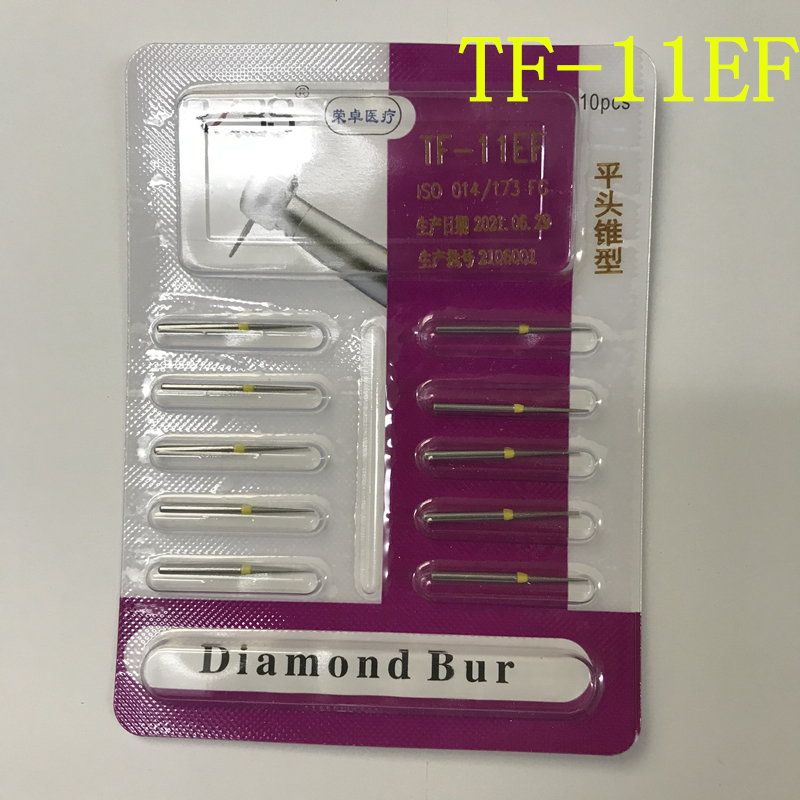 TF-11EF
10pcs
®
荣卓医疗
TF-11EF
ISO 014/173 FG
生产日期 2021.06.29
生产批号 2106001
平头锥型
Diamond Bur